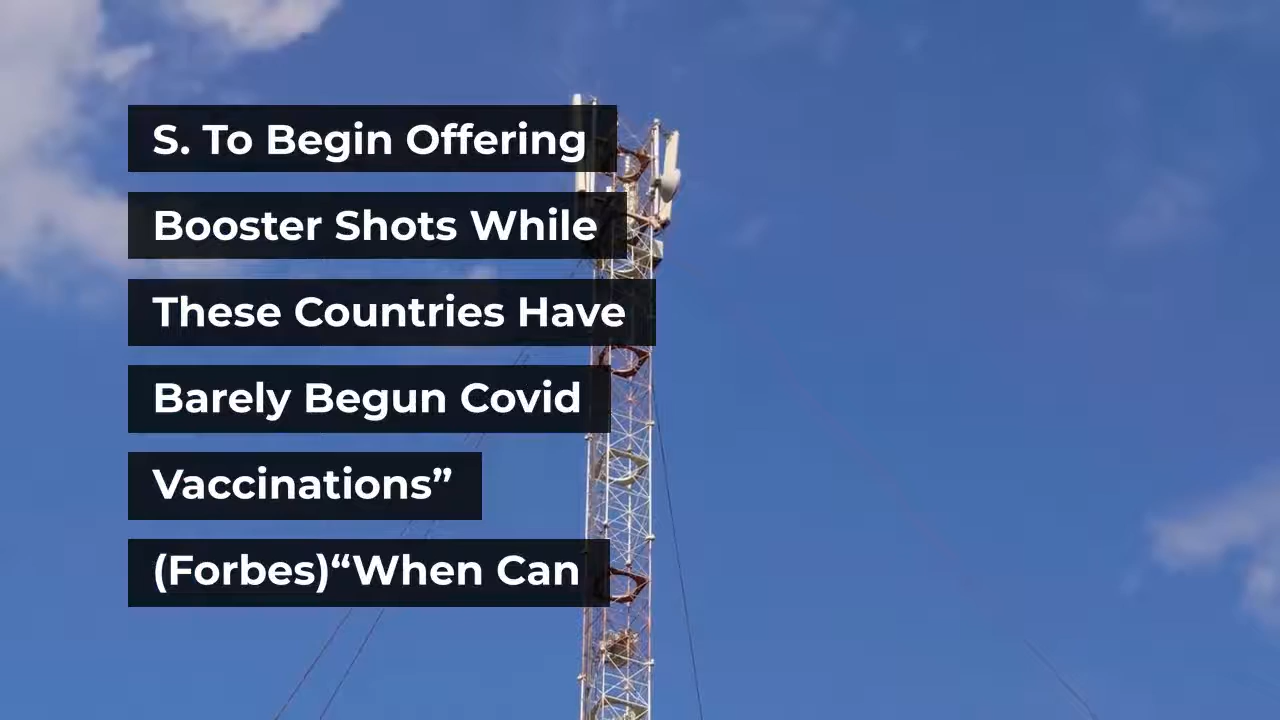 S. To Begin Offering
Booster Shots While
These Countries Have
Barely Begun Covid
Vaccinations”
(Forbes)“When Can